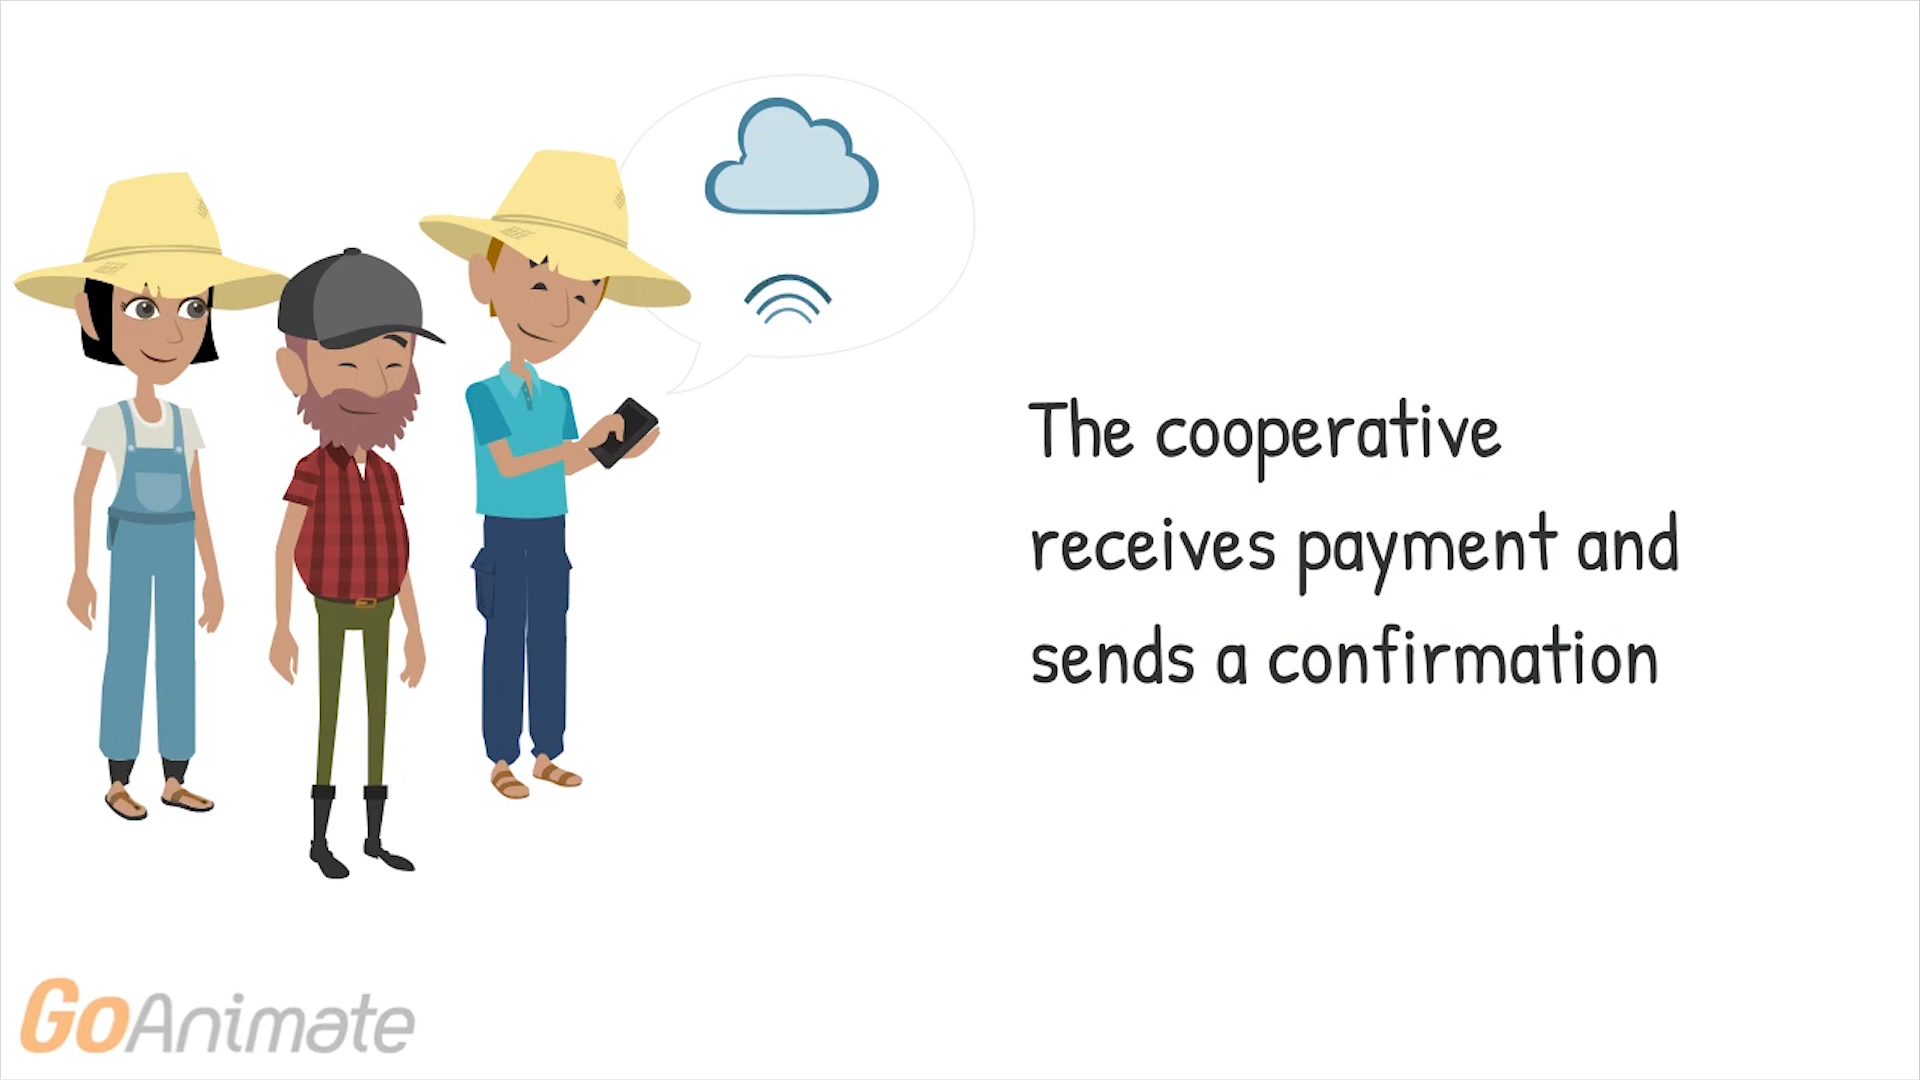 The cooperative
receives payment and
sends a confirmation
GoAnimate